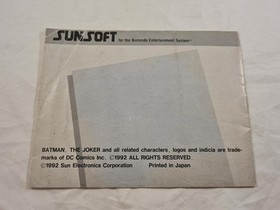 SUNSOFT for the Nintendo Entertainment System™
BATMAN, THE JOKER and all related characters, logos and indicia are trade-
marks of DC Comics Inc. ©1992 ALL RIGHTS RESERVED.
©1992 Sun Electronics Corporation Printed in Japan